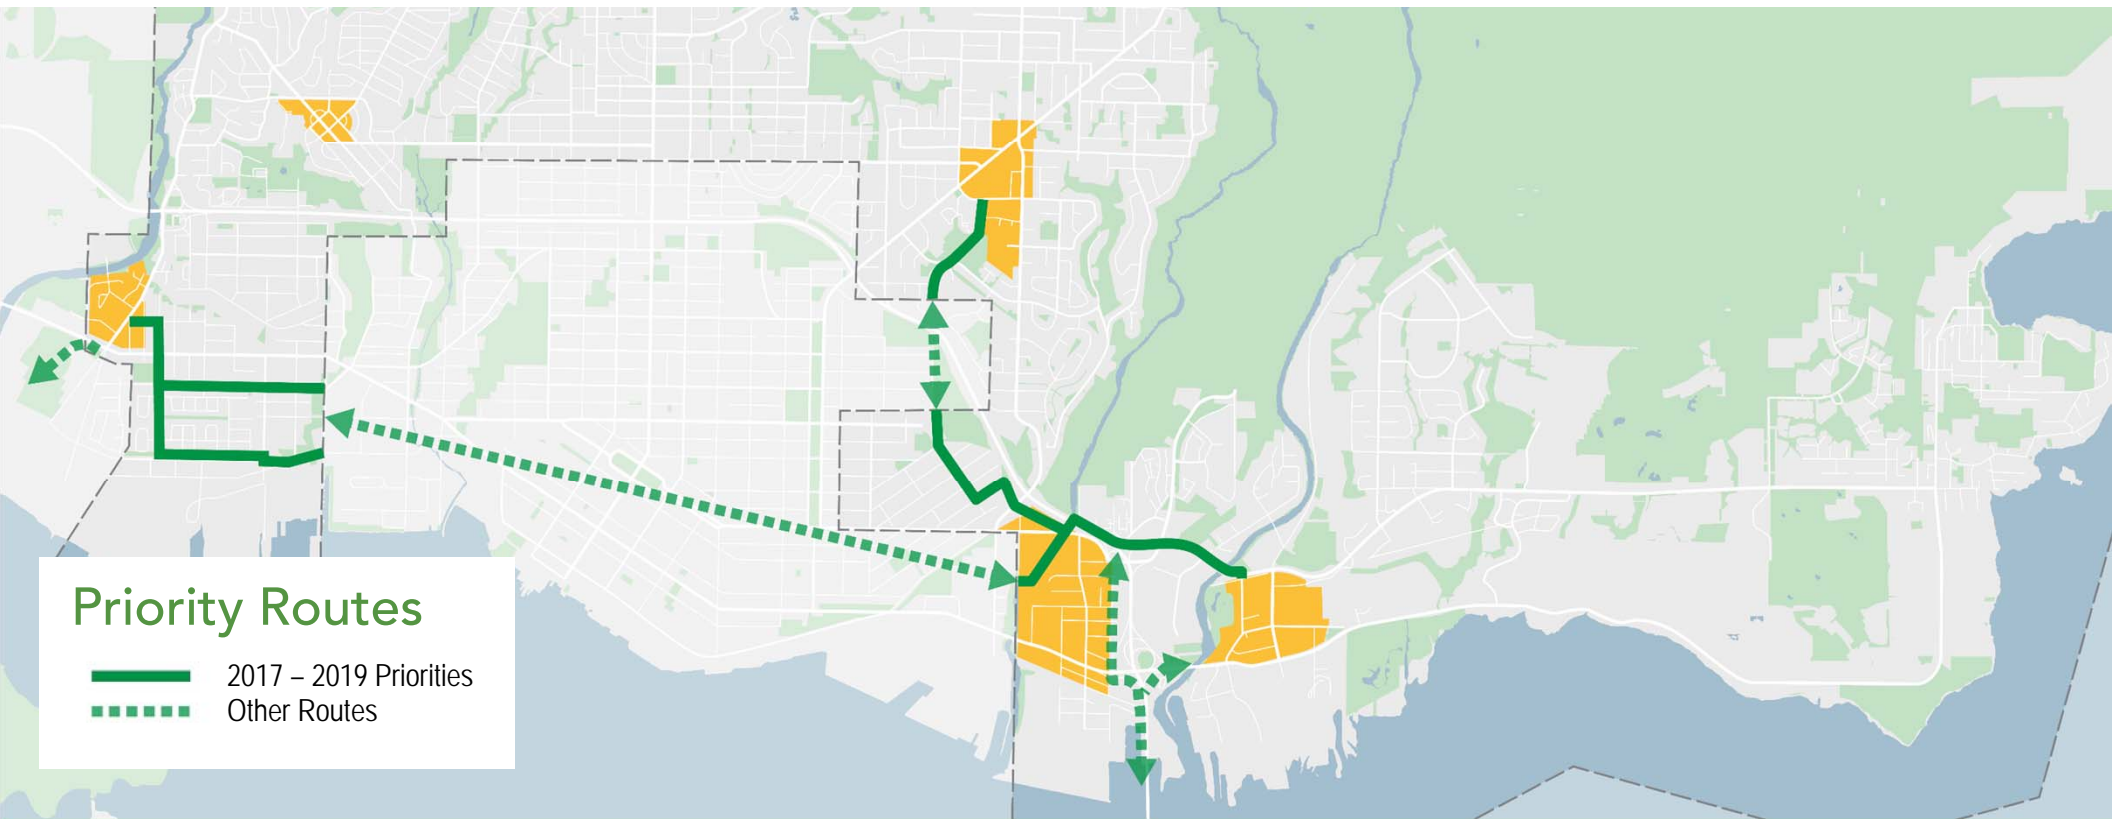 Priority Routes
2017 – 2019 Priorities
Other Routes